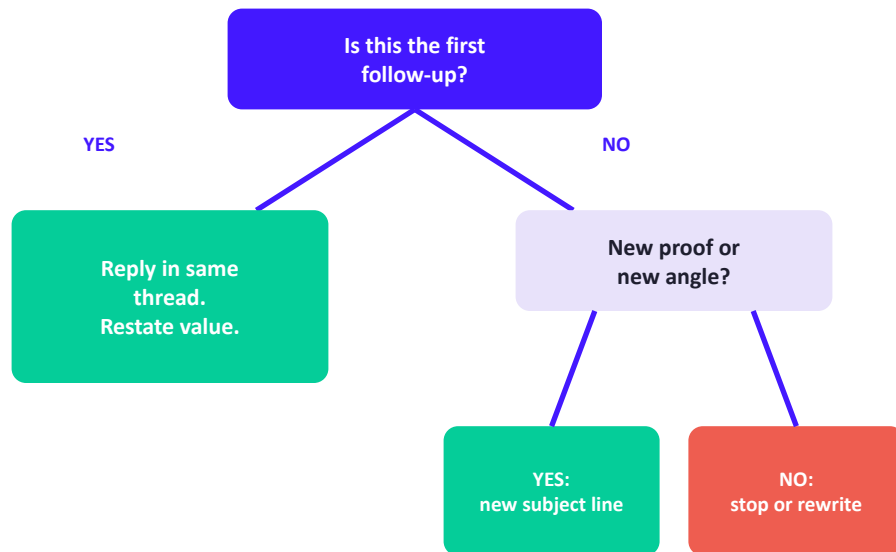 Is this the first
follow-up?
YES
NO
Reply in same
thread.
Restate value.
New proof or
new angle?
YES:
new subject line
NO:
stop or rewrite